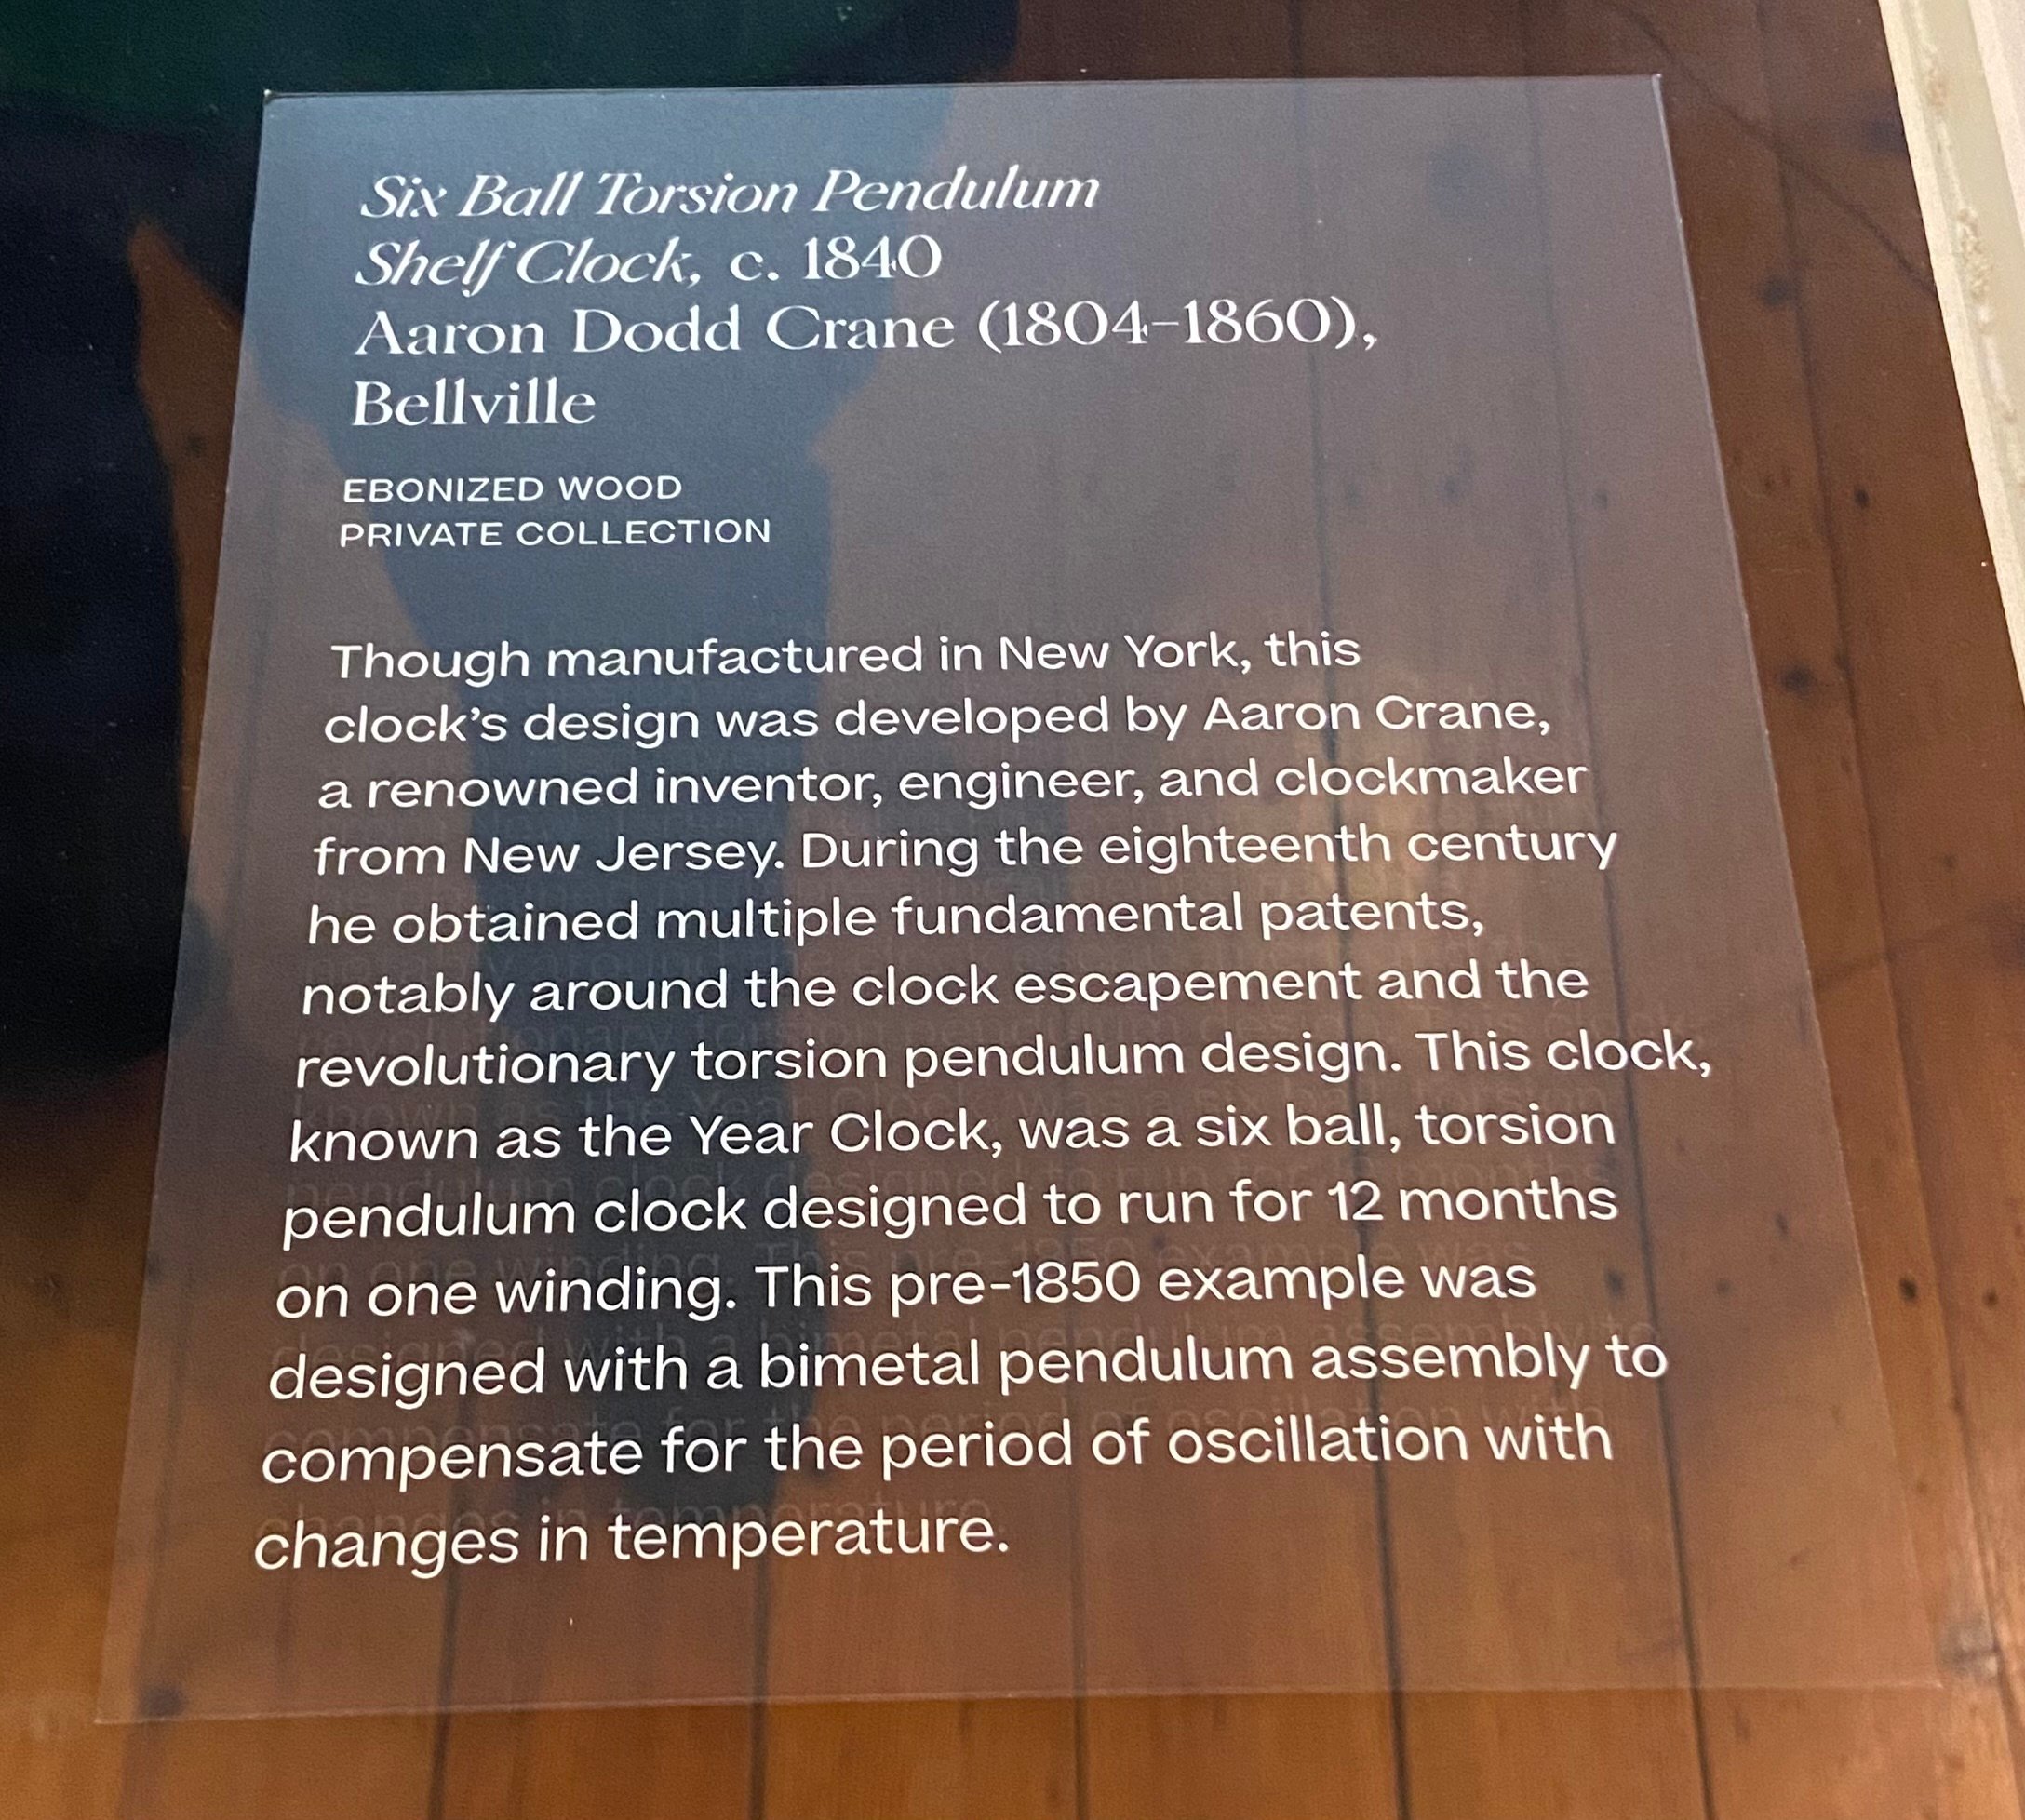 Six Ball Torsion Pendulum
Shelf Clock, c. 1840
Aaron Dodd Crane (1804–1860),
Bellville
EBONIZED WOOD
PRIVATE COLLECTION
Though manufactured in New York, this
clock’s design was developed by Aaron Crane,
a renowned inventor, engineer, and clockmaker
from New Jersey. During the eighteenth century
he obtained multiple fundamental patents,
notably around the clock escapement and the
revolutionary torsion pendulum design. This clock,
known as the Year Clock, was a six ball, torsion
pendulum clock designed to run for 12 months
on one winding. This pre-1850 example was
designed with a bimetal pendulum assembly to
compensate for the period of oscillation with
changes in temperature.